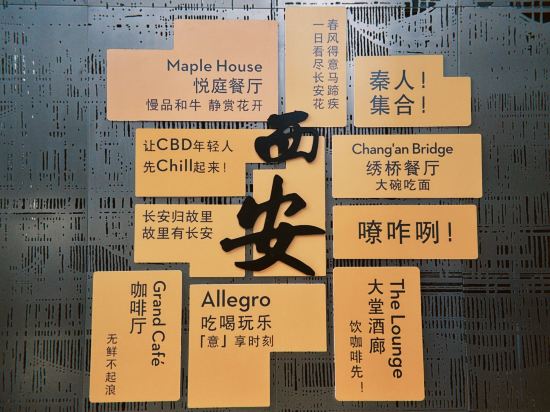 Maple House
悦庭餐厅
慢品和牛 静赏花开
春风得意马蹄疾
一日看尽长安花
秦人！
集合！
让CBD年轻人
先Chill起来！
西安
Chang'an Bridge
绣桥餐厅
大碗吃面
长安归故里
故里有长安
嘹咋咧！
Grand Café
咖啡厅
无鲜不起浪
Allegro
吃喝玩乐
「意」享时刻
The Lounge
大堂酒廊
饮咖啡先！